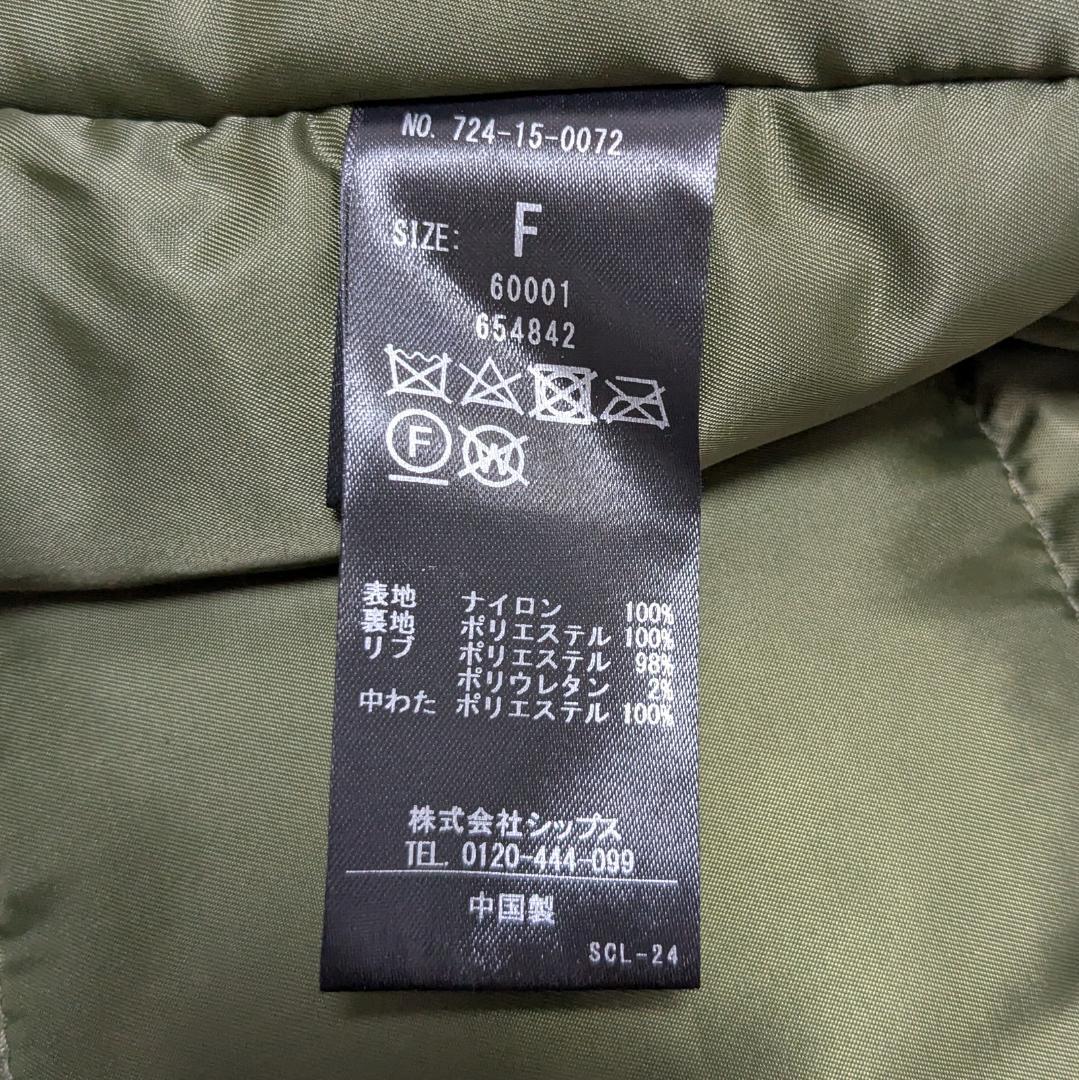 NO. 724-15-0072
SIZE: F
60001
654842
F W
表地 ナイロン 100%
裏地 ポリエステル 100%
リブ ポリエステル 98%
ポリウレタン 2%
中わた ポリエステル 100%
株式会社シップス
TEL. 0120-444-099
中国製
SCL-24